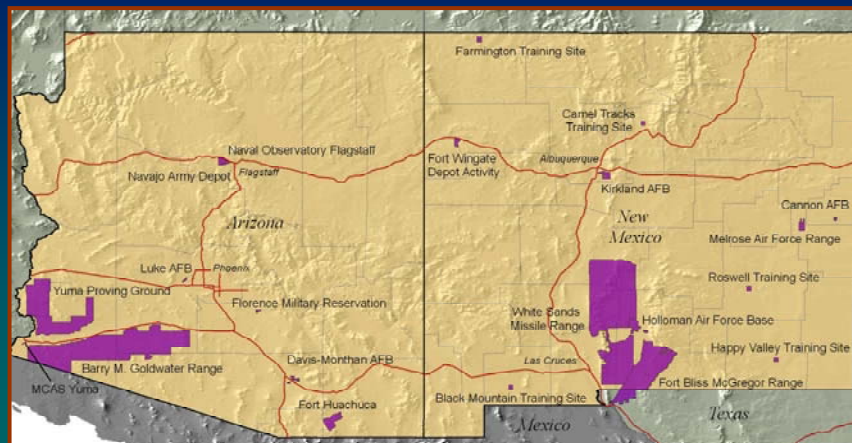 Farmington Training Site
Camel Tracks
Training Site
Naval Observatory Flagstaff
Navajo Army Depot
Flagstaff
Fort Wingate
Depot Activity
Albuquerque
Kirkland AFB
Cannon AFB
Arizona
New
Mexico
Melrose Air Force Range
Luke AFB
Phoenix
Yuma Proving Ground
Florence Military Reservation
Roswell Training Site
White Sands
Missile Range
Holloman Air Force Base
Barry M. Goldwater Range
Davis-Monthan AFB
Las Cruces
Happy Valley Training Site
MCAS Yuma
Fort Huachuca
Black Mountain Training Site
Fort Bliss McGregor Range
Mexico
Texas